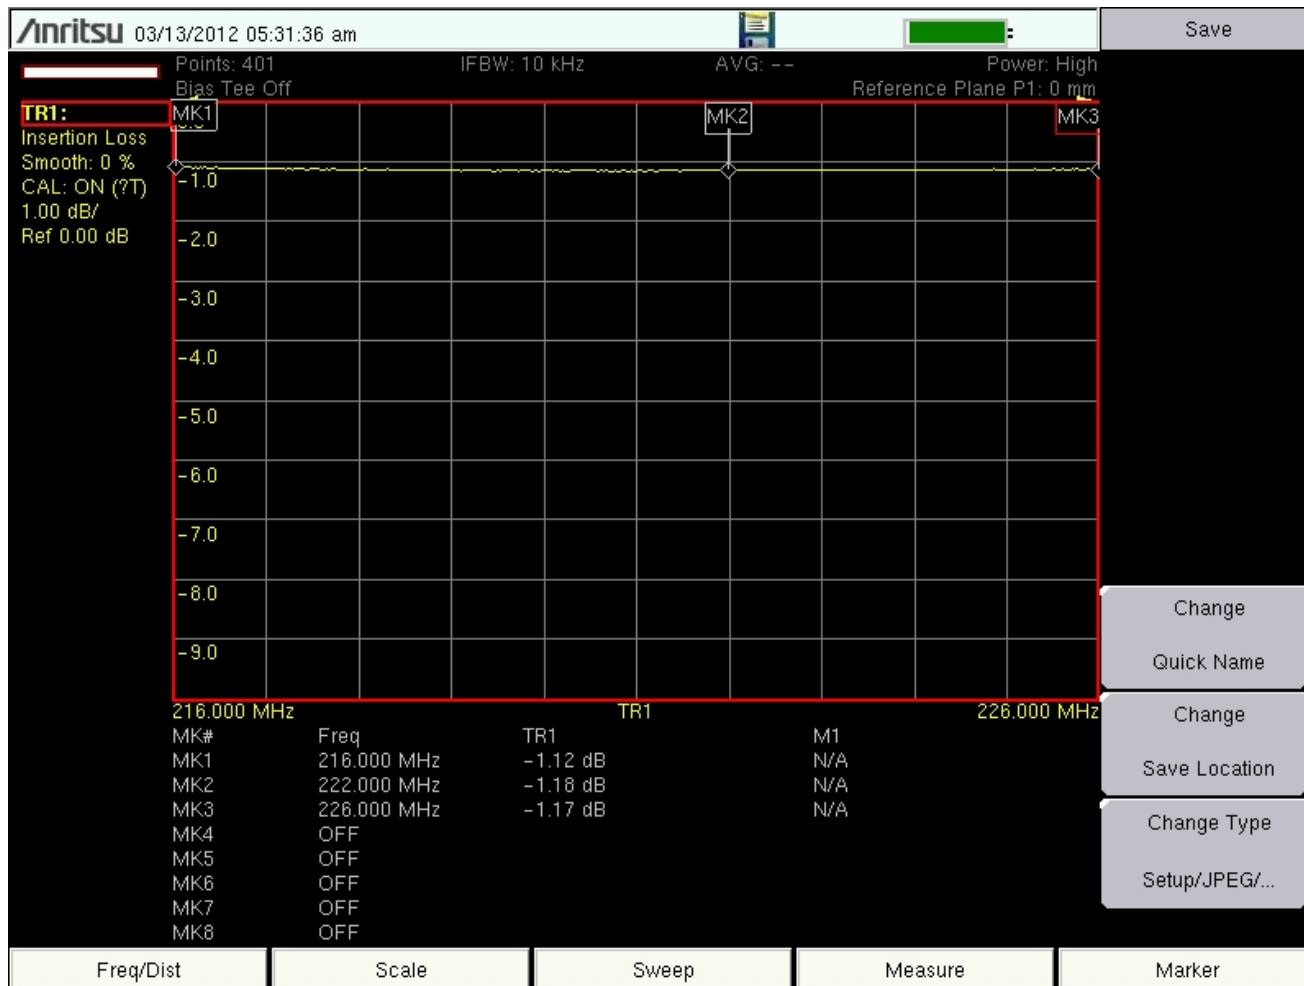 Anritsu 03/13/2012 05:31:36 am
Save
Points: 401 IFBW: 10 kHz AVG: -- Power: High
Bias Tee Off Reference Plane P1: 0 mm
TR1:
Insertion Loss
Smooth: 0 %
CAL: ON (?T)
1.00 dB/
Ref 0.00 dB
MK1 MK2 MK3
-1.0
-2.0
-3.0
-4.0
-5.0
-6.0
-7.0
-8.0
-9.0
216.000 MHz TR1 226.000 MHz
MK# Freq TR1 M1
MK1 216.000 MHz -1.12 dB N/A
MK2 222.000 MHz -1.18 dB N/A
MK3 226.000 MHz -1.17 dB N/A
MK4 OFF
MK5 OFF
MK6 OFF
MK7 OFF
MK8 OFF
Change
Quick Name
Change
Save Location
Change Type
Setup/JPEG/...
Freq/Dist Scale Sweep Measure Marker